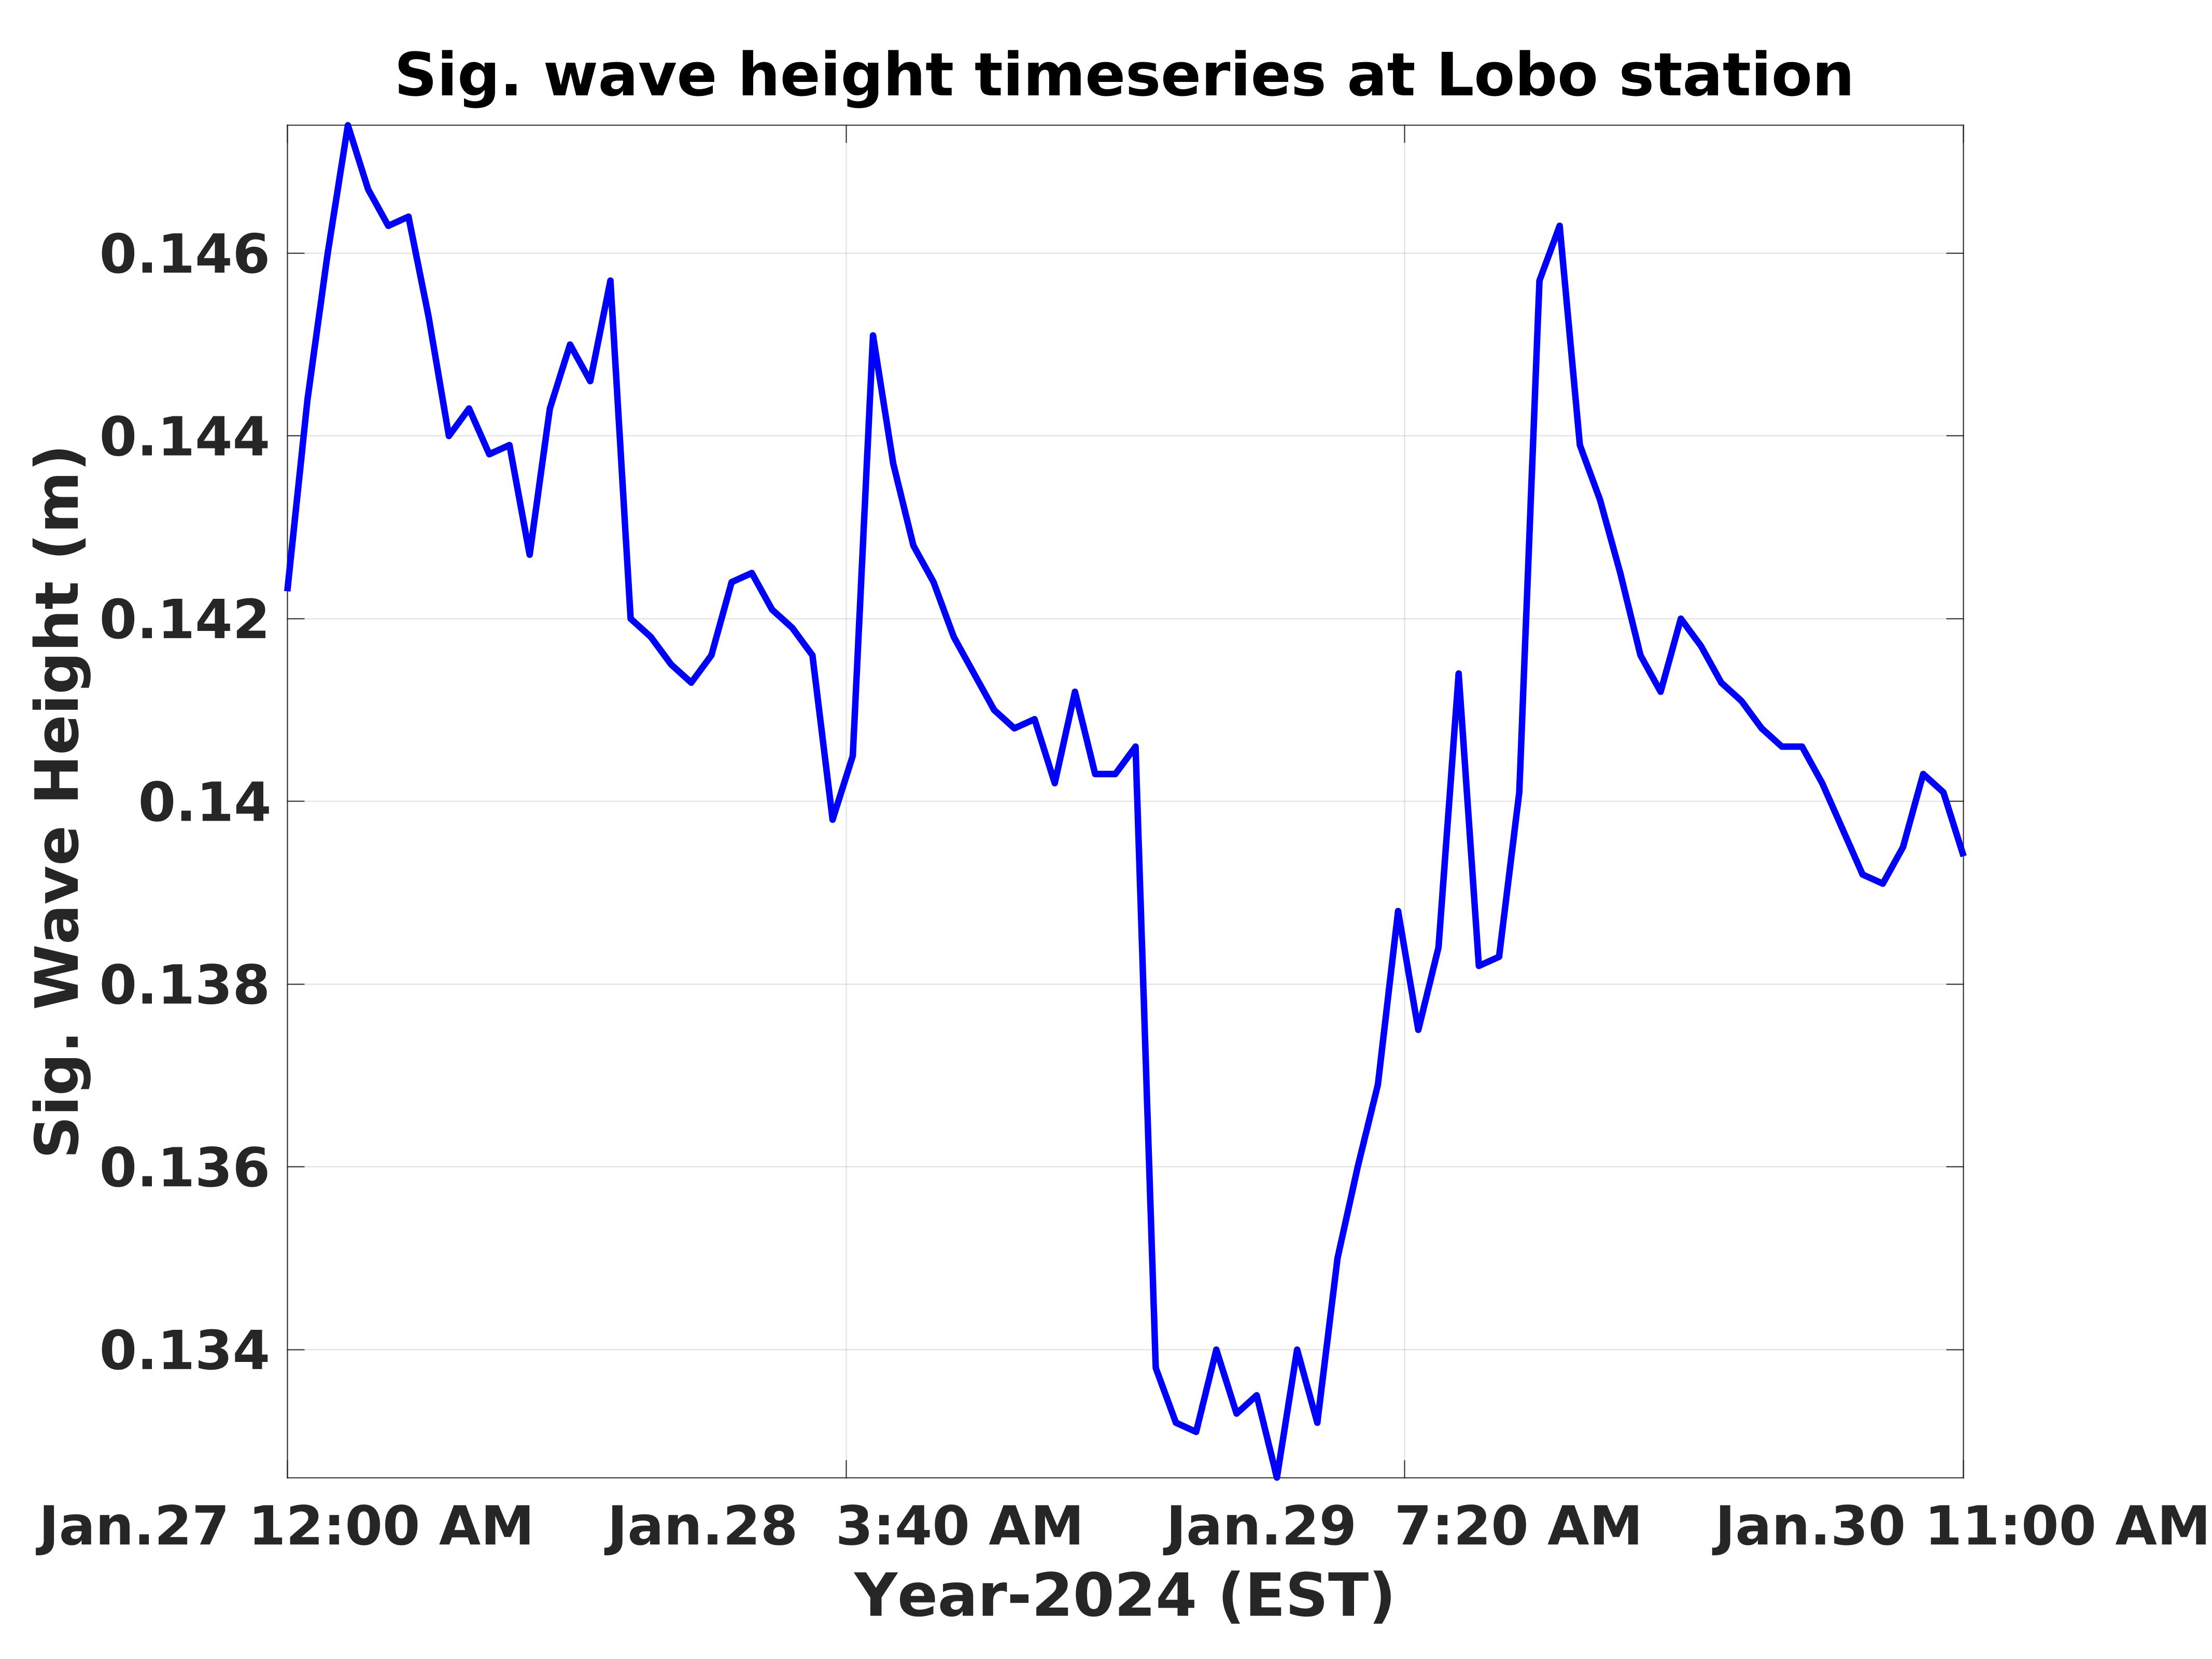 Sig. wave height timeseries at Lobo station
Sig. Wave Height (m)
0.146
0.144
0.142
0.14
0.138
0.136
0.134
Jan.27 12:00 AM Jan.28 3:40 AM Jan.29 7:20 AM Jan.30 11:00 AM
Year-2024 (EST)